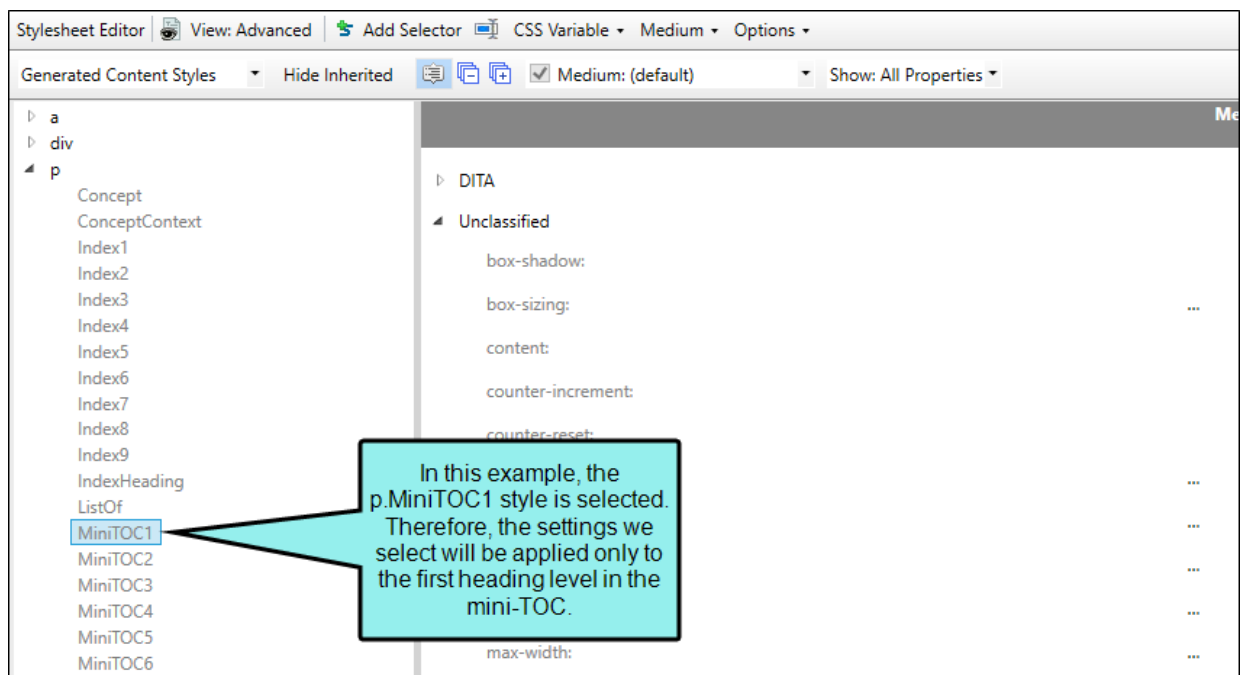 Stylesheet Editor View: Advanced Add Selector CSS Variable Medium Options
Generated Content Styles Hide Inherited Medium: (default) Show: All Properties
a
div
p
Concept
ConceptContext
Index1
Index2
Index3
Index4
Index5
Index6
Index7
Index8
Index9
IndexHeading
ListOf
MiniTOC1
MiniTOC2
MiniTOC3
MiniTOC4
MiniTOC5
MiniTOC6
Me
DITA
Unclassified
box-shadow:
box-sizing: ...
content:
counter-increment:
counter-reset:
...
...
...
...
max-width: ...
In this example, the
p.MiniTOC1 style is selected.
Therefore, the settings we
select will be applied only to
the first heading level in the
mini-TOC.